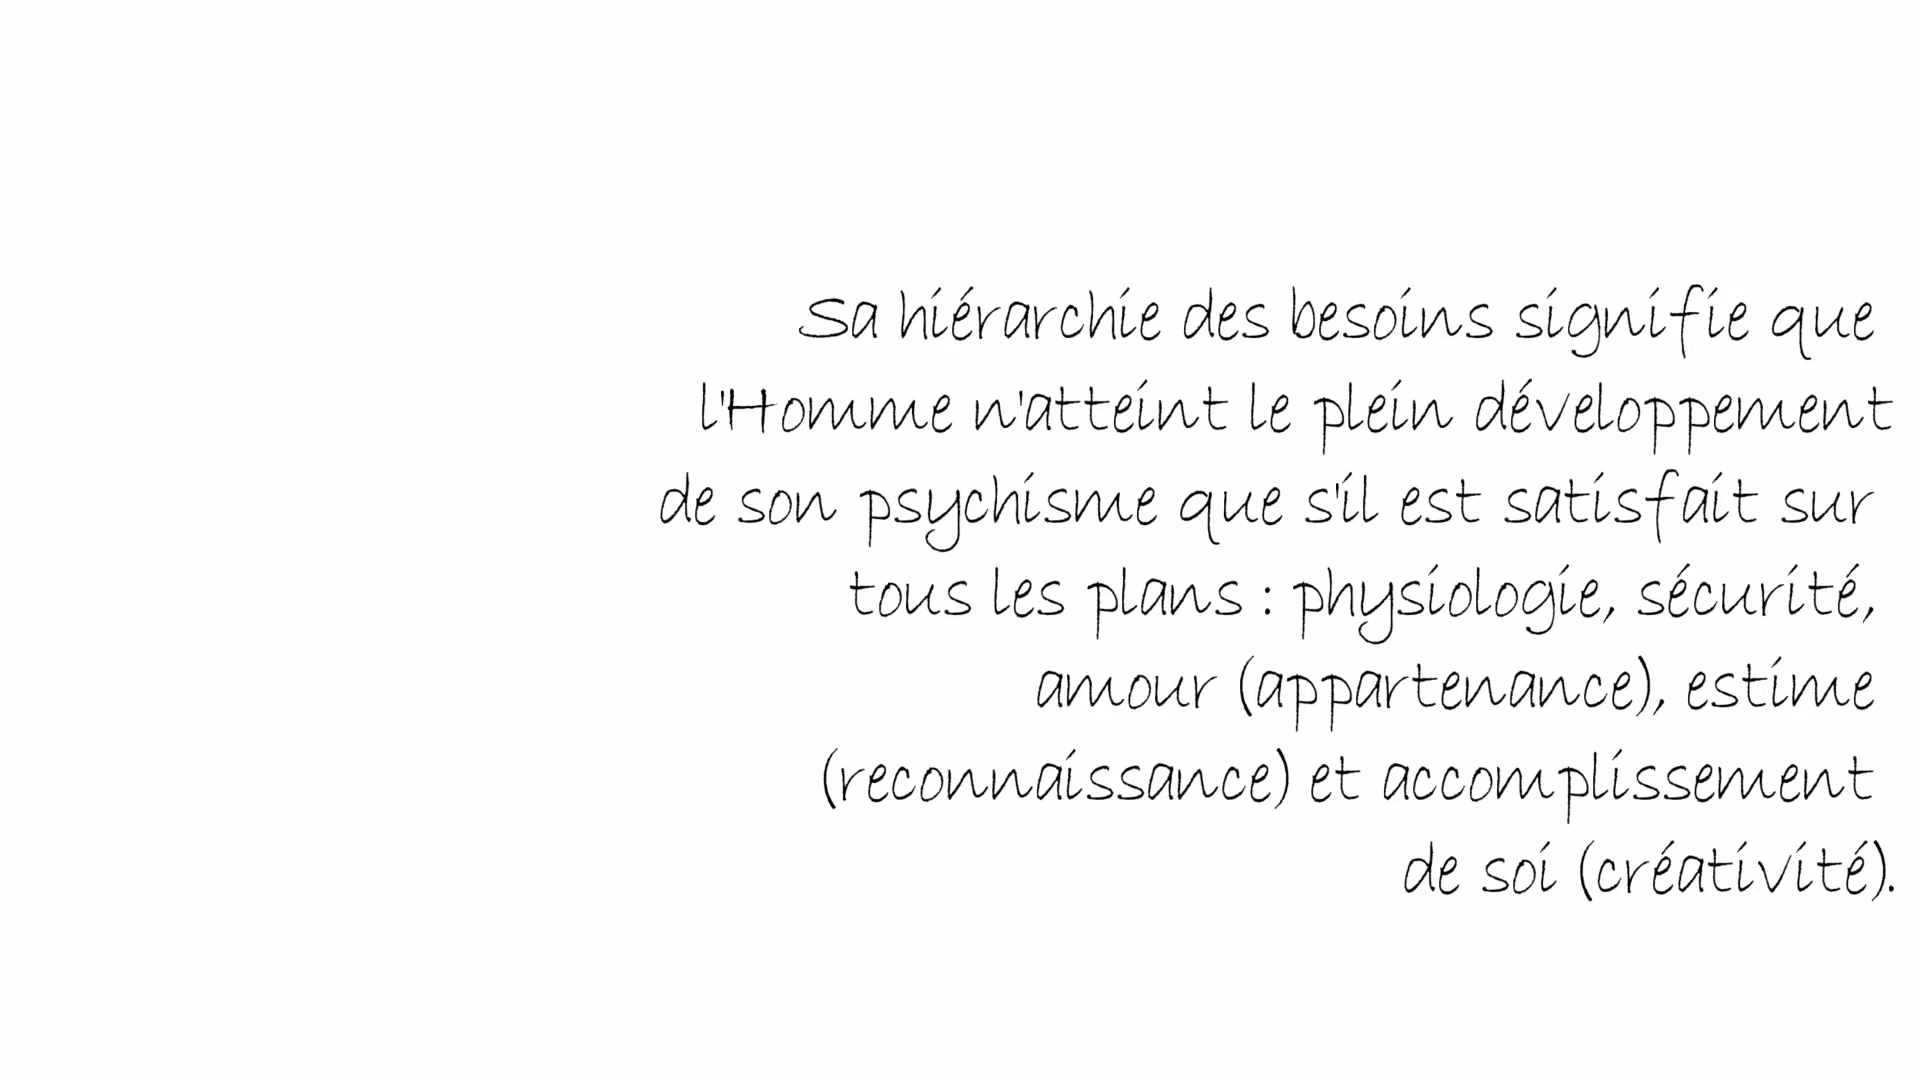 Sa hiérarchie des besoins signifie que
l'Homme n'atteint le plein développement
de son psychisme que s'il est satisfait sur
tous les plans : physiologie, sécurité,
amour (appartenance), estime
(reconnaissance) et accomplissement
de soi (créativité).